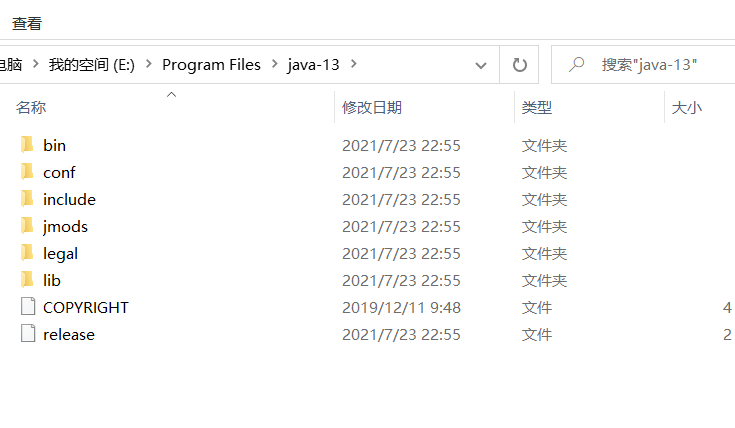 查看
电脑 我的空间 (E:) Program Files java-13 搜索"java-13"
名称 修改日期 类型 大小
bin 2021/7/23 22:55 文件夹
conf 2021/7/23 22:55 文件夹
include 2021/7/23 22:55 文件夹
jmods 2021/7/23 22:55 文件夹
legal 2021/7/23 22:55 文件夹
lib 2021/7/23 22:55 文件夹
COPYRIGHT 2019/12/11 9:48 文件 4
release 2021/7/23 22:55 文件 2